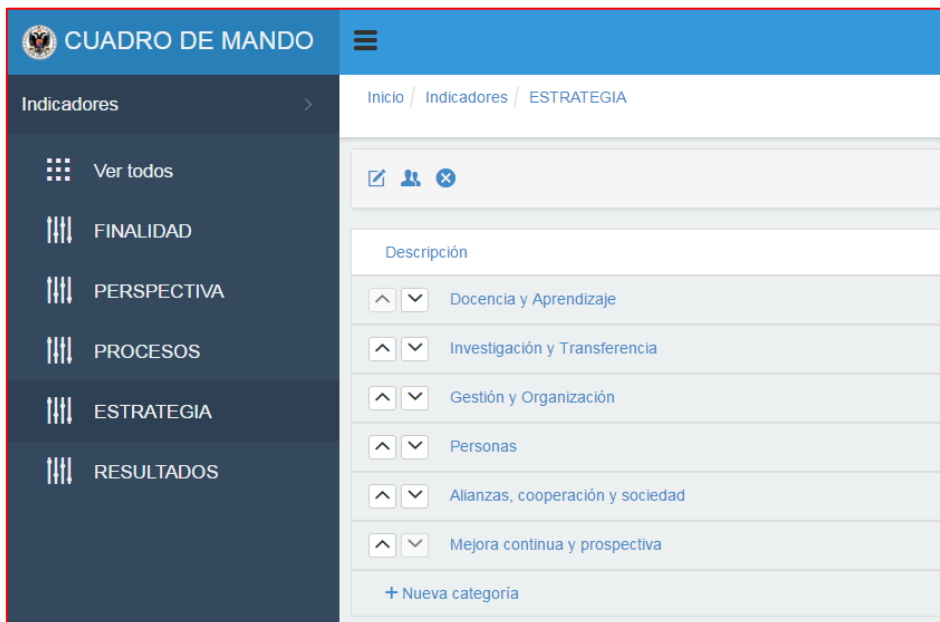 CUADRO DE MANDO
Indicadores
Ver todos
FINALIDAD
PERSPECTIVA
PROCESOS
ESTRATEGIA
RESULTADOS
Inicio / Indicadores / ESTRATEGIA
Descripción
Docencia y Aprendizaje
Investigación y Transferencia
Gestión y Organización
Personas
Alianzas, cooperación y sociedad
Mejora continua y prospectiva
+ Nueva categoría